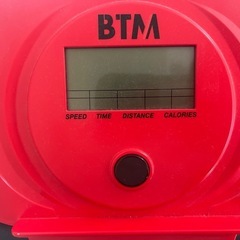 BTM
SPEED TIME DISTANCE CALORIES